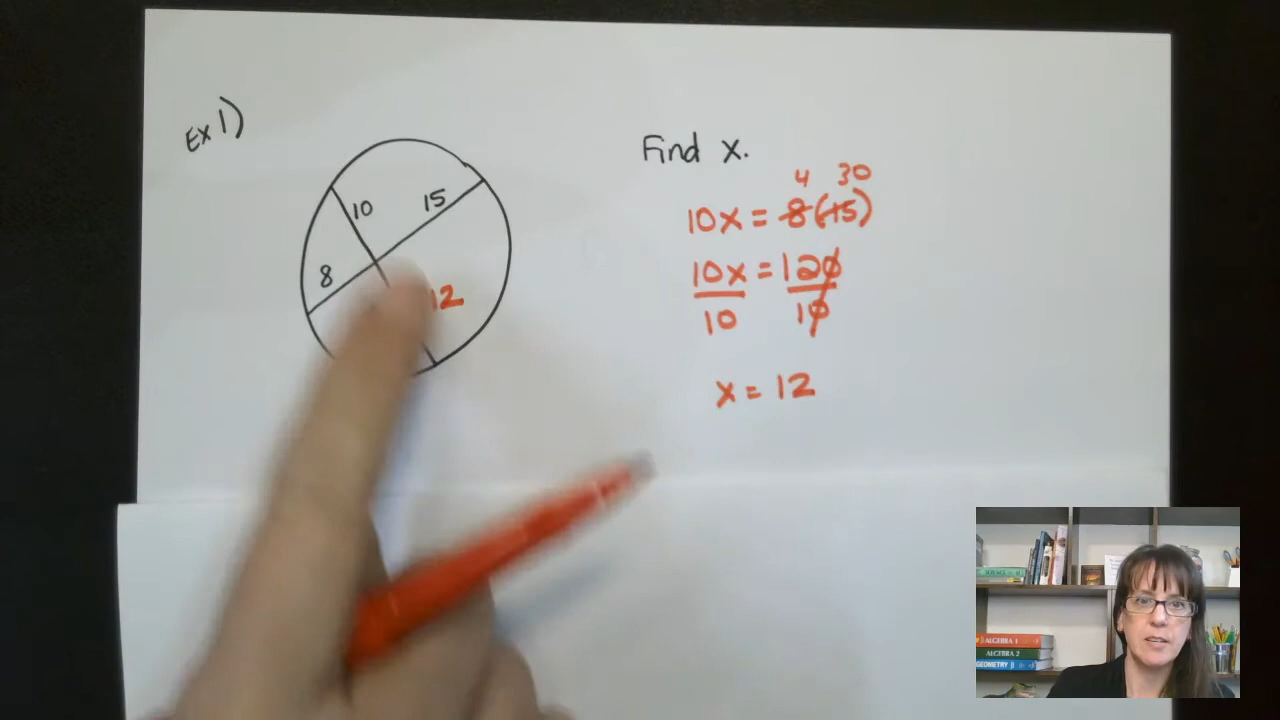 Ex 1)
Find x.
10
15
8
12
4 30
10x = 8(15)
10x = 120
10 10
x = 12
ALGEBRA 1
ALGEBRA 2
GEOMETRY